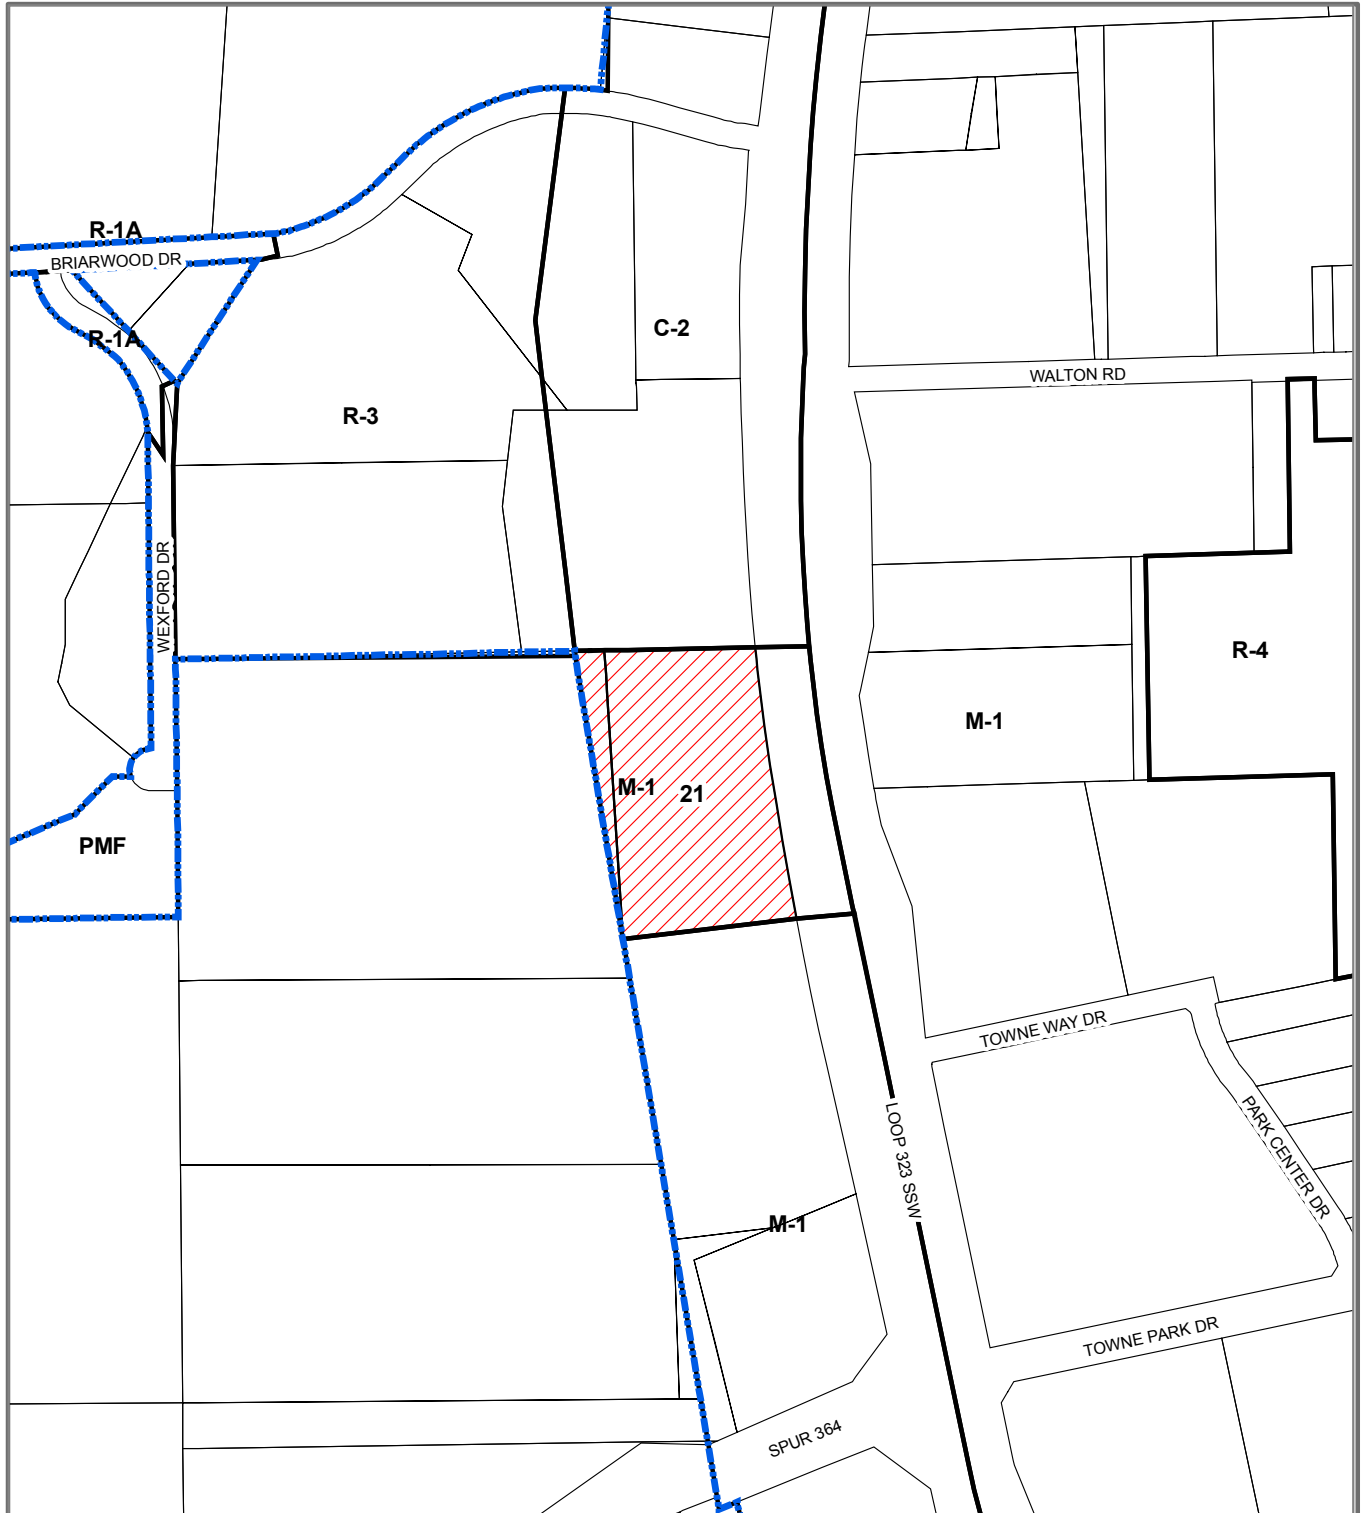 R-1A
BRIARWOOD DR
R-1A
C-2
WALTON RD
R-3
WEXFORD DR
R-4
M-1
M-1
21
PMF
TOWNE WAY DR
PARK CENTER DR
LOOP 323 SSW
M-1
TOWNE PARK DR
SPUR 364